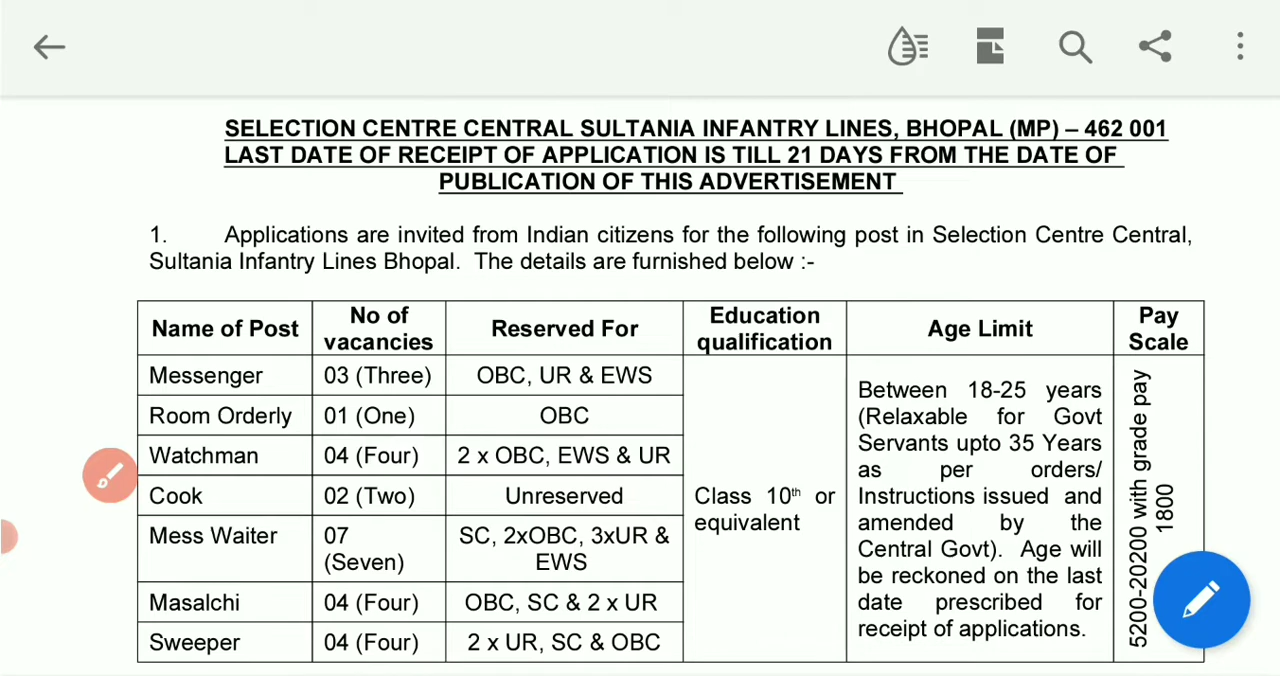 SELECTION CENTRE CENTRAL SULTANIA INFANTRY LINES, BHOPAL (MP) – 462 001
LAST DATE OF RECEIPT OF APPLICATION IS TILL 21 DAYS FROM THE DATE OF
PUBLICATION OF THIS ADVERTISEMENT
1. Applications are invited from Indian citizens for the following post in Selection Centre Central,
Sultania Infantry Lines Bhopal. The details are furnished below :-
Name of Post
No of
vacancies
Reserved For
Education
qualification
Age Limit
Pay
Scale
Messenger
03 (Three)
OBC, UR & EWS
Room Orderly
01 (One)
OBC
Watchman
04 (Four)
2 x OBC, EWS & UR
Cook
02 (Two)
Unreserved
Mess Waiter
07
(Seven)
SC, 2xOBC, 3xUR &
EWS
Masalchi
04 (Four)
OBC, SC & 2 x UR
Sweeper
04 (Four)
2 x UR, SC & OBC
Class 10th or
equivalent
Between 18-25 years
(Relaxable for Govt
Servants upto 35 Years
as per orders/
Instructions issued and
amended by the
Central Govt). Age will
be reckoned on the last
date prescribed for
receipt of applications.
5200-20200 with grade pay
1800